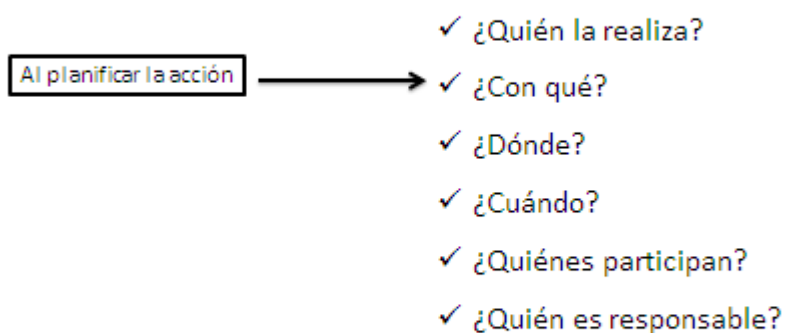 ✓ ¿Quién la realiza?
Al planificar la acción
✓ ¿Con qué?
✓ ¿Dónde?
✓ ¿Cuándo?
✓ ¿Quiénes participan?
✓ ¿Quién es responsable?